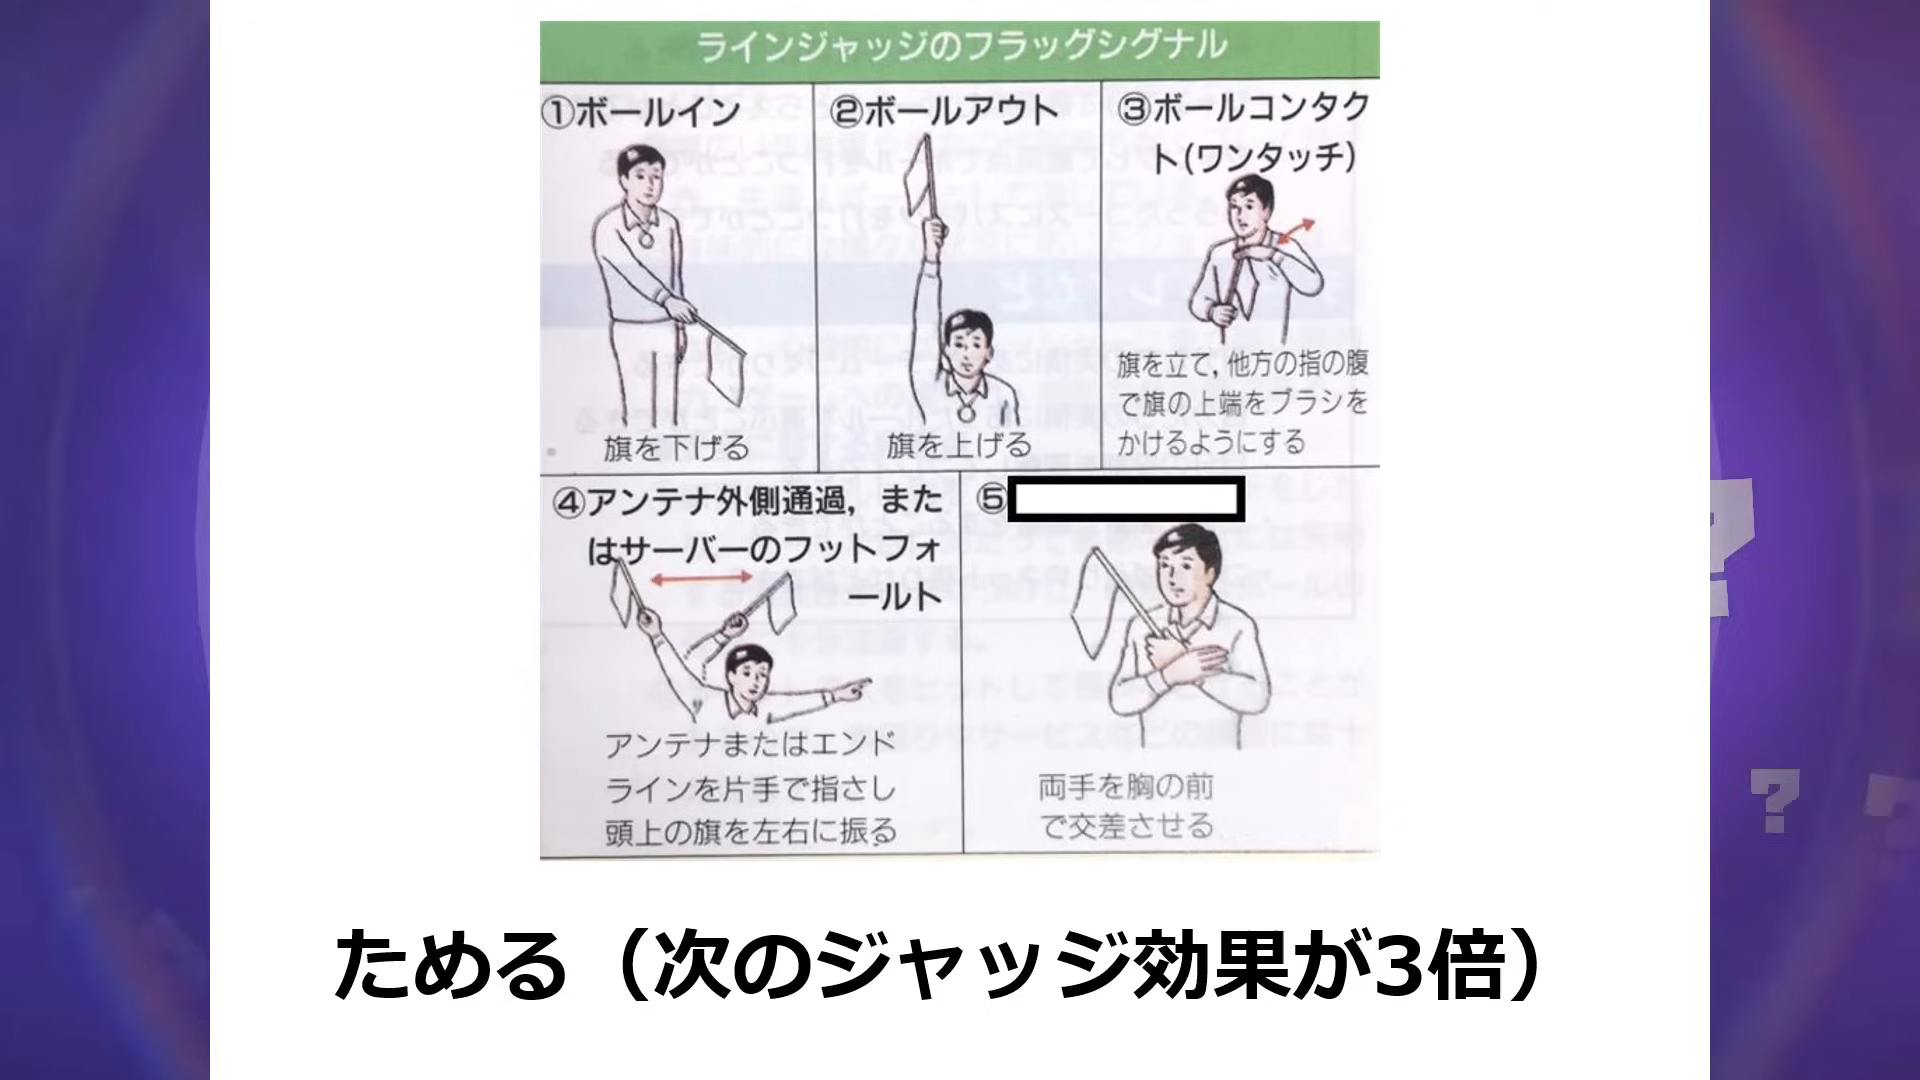 ラインジャッジのフラッグシグナル
①ボールイン
旗を下げる
②ボールアウト
旗を上げる
③ボールコンタク
ト(ワンタッチ)
旗を立て,他方の指の腹
で旗の上端をブラシを
かけるようにする
④アンテナ外側通過，また
はサーバーのフットフォ
ールト
アンテナまたはエンド
ラインを片手で指さし
頭上の旗を左右に振る
⑤
両手を胸の前
で交差させる
ためる（次のジャッジ効果が3倍）